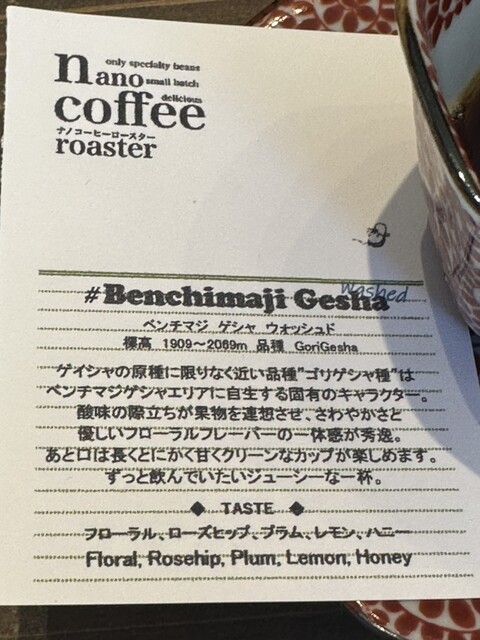 only specialty beans
nano small batch
delicious
coffee
ナノコーヒーロースター
roaster
Washed
#Benchimaji Gesha
ベンチマジ ゲシャ ウォッシュド
標高 1909〜2069m 品種 GoriGesha
ゲイシャの原種に限りなく近い品種"ゴリゲシャ種"は
ベンチマジゲシャエリアに自生する固有のキャラクター。
酸味の際立ちが果物を連想させ、さわやかさと
優しいフローラルフレーバーの一体感が秀逸。
あと口は長くとにかく甘くクリーンなカップが楽しめます。
ずっと飲んでいたいジューシーな一杯。
◆ TASTE ◆
フローラル、ローズヒップ、プラム、レモン、ハニー
Floral, Rosehip, Plum, Lemon, Honey